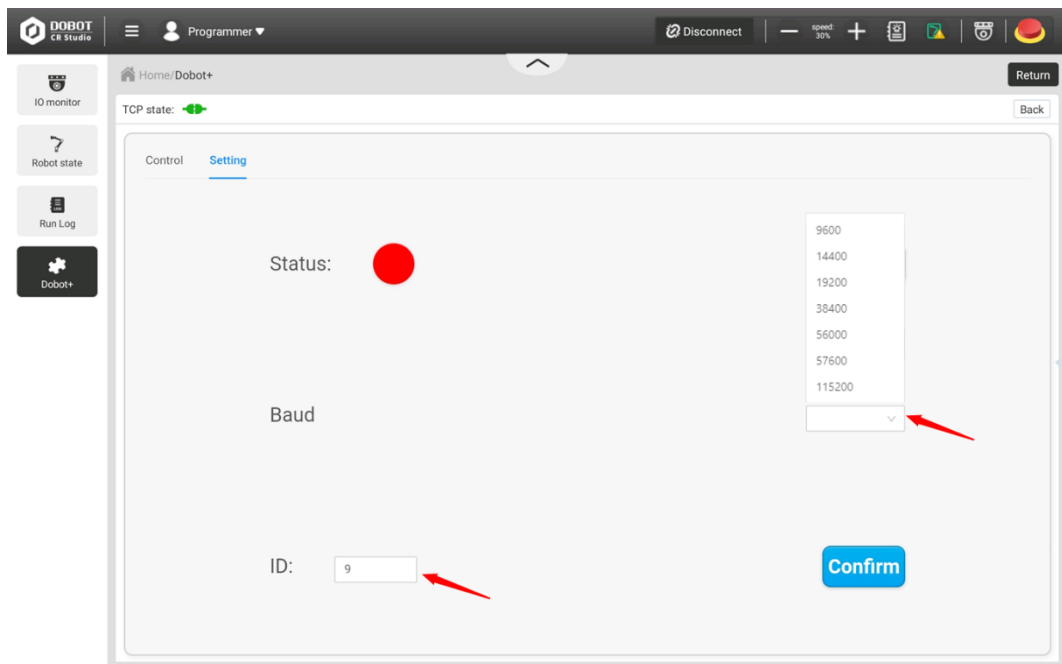 DOBOT
CR Studio
Programmer
Disconnect
speed:
30%
IO monitor
Robot state
Run Log
Dobot+
Home/Dobot+
Return
TCP state:
Back
Control
Setting
Status:
9600
14400
19200
38400
56000
57600
115200
Baud
ID:
9
Confirm